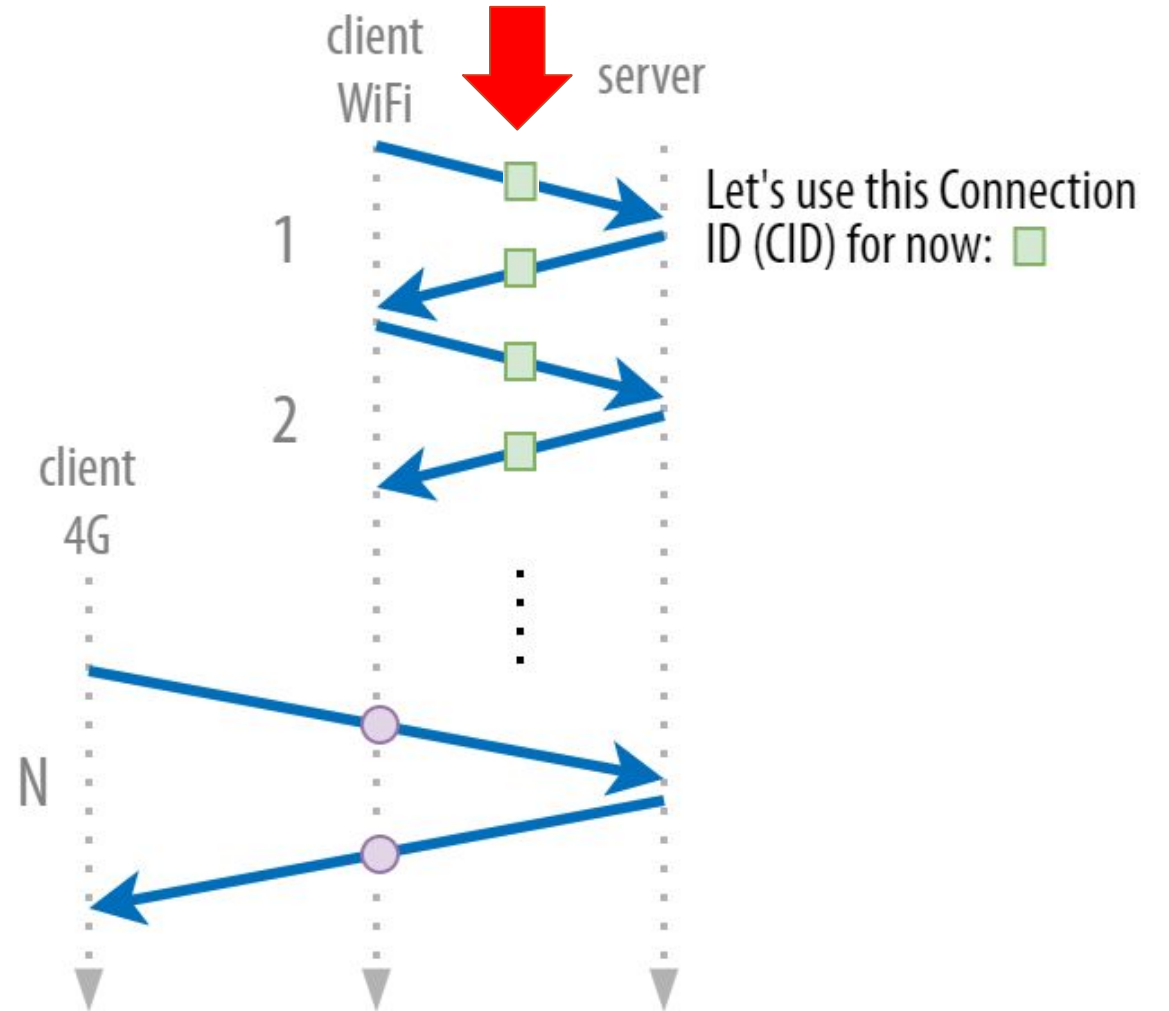 client
WiFi
server
Let's use this Connection
ID (CID) for now:
1
2
client
4G
N